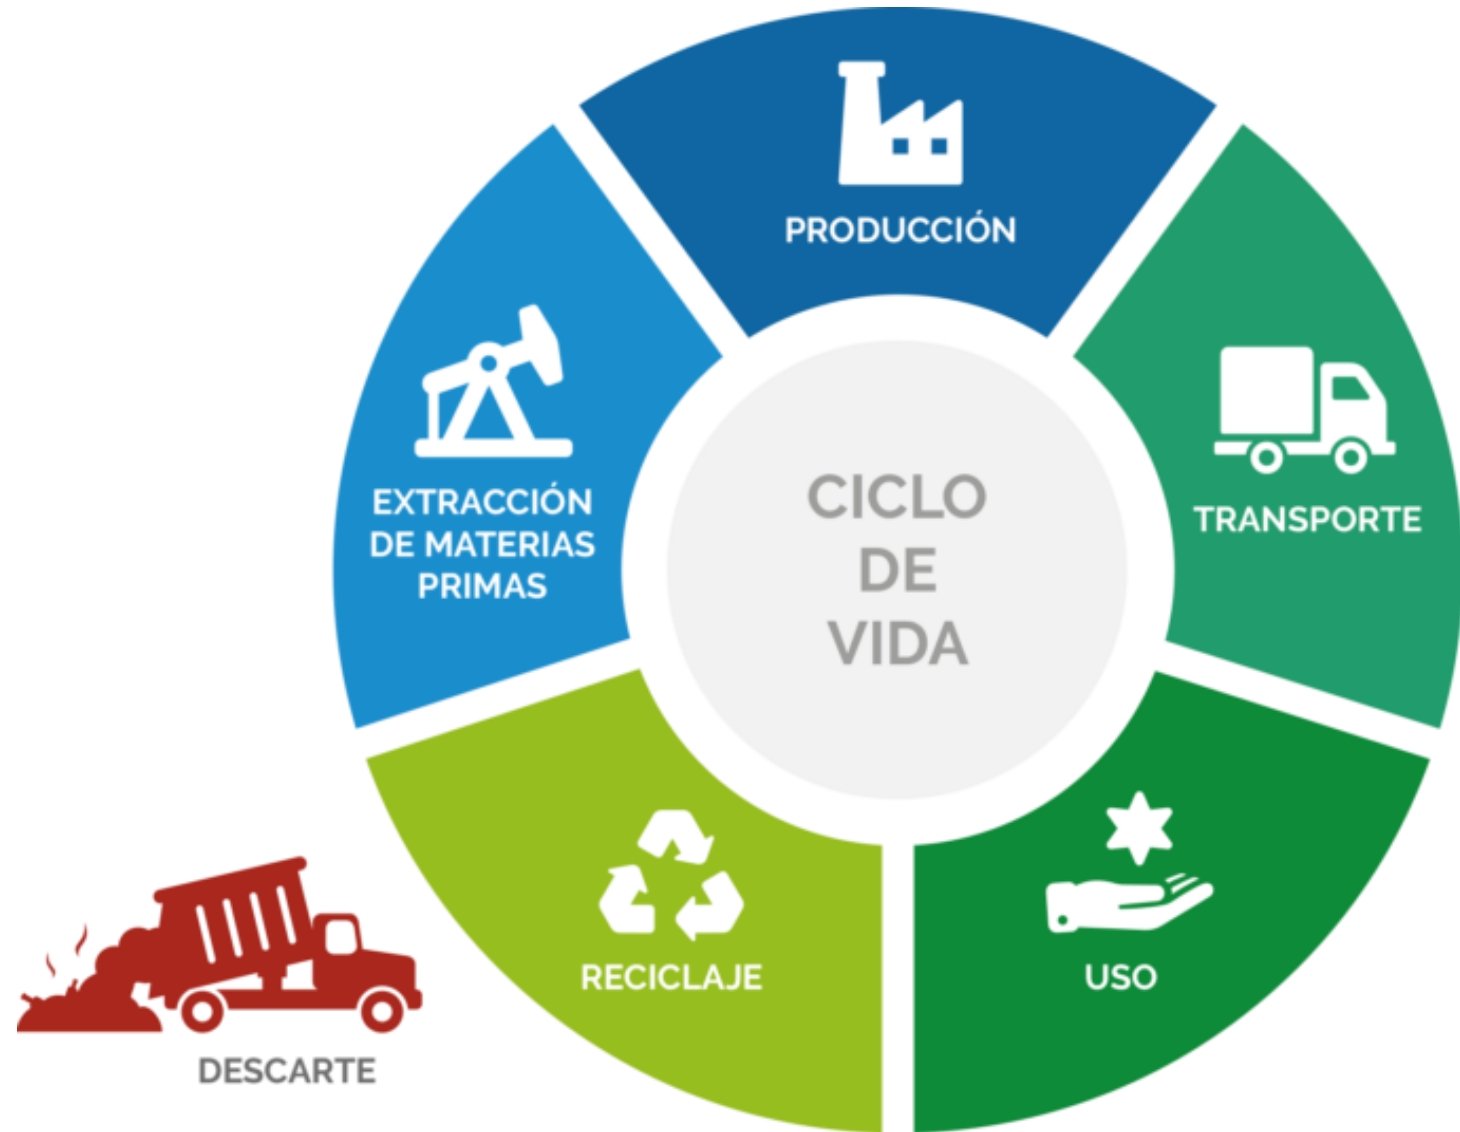 PRODUCCIÓN
EXTRACCIÓN
DE MATERIAS
PRIMAS
TRANSPORTE
CICLO
DE
VIDA
RECICLAJE
USO
DESCARTE